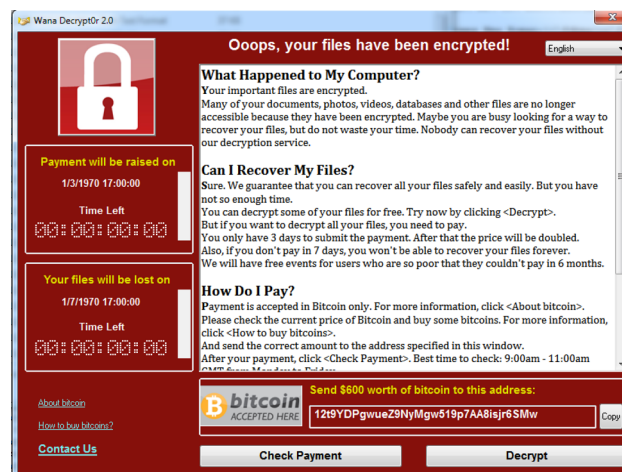 Wana Decrypt0r 2.0
Ooops, your files have been encrypted!
English
Payment will be raised on
1/3/1970 17:00:00
Time Left
00:00:00:00
Your files will be lost on
1/7/1970 17:00:00
Time Left
00:00:00:00
About bitcoin
How to buy bitcoins?
Contact Us
What Happened to My Computer?
Your important files are encrypted.
Many of your documents, photos, videos, databases and other files are no longer
accessible because they have been encrypted. Maybe you are busy looking for a way to
recover your files, but do not waste your time. Nobody can recover your files without
our decryption service.
Can I Recover My Files?
Sure. We guarantee that you can recover all your files safely and easily. But you have
not so enough time.
You can decrypt some of your files for free. Try now by clicking <Decrypt>.
But if you want to decrypt all your files, you need to pay.
You only have 3 days to submit the payment. After that the price will be doubled.
Also, if you don't pay in 7 days, you won't be able to recover your files forever.
We will have free events for users who are so poor that they couldn't pay in 6 months.
How Do I Pay?
Payment is accepted in Bitcoin only. For more information, click <About bitcoin>.
Please check the current price of Bitcoin and buy some bitcoins. For more information,
click <How to buy bitcoins>.
And send the correct amount to the address specified in this window.
After your payment, click <Check Payment>. Best time to check: 9:00am - 11:00am
GMT from Monday to Friday.
bitcoin
ACCEPTED HERE
Send $600 worth of bitcoin to this address:
12t9YDPgwueZ9NyMgw519p7AA8isjr6SMw
Copy
Check Payment
Decrypt